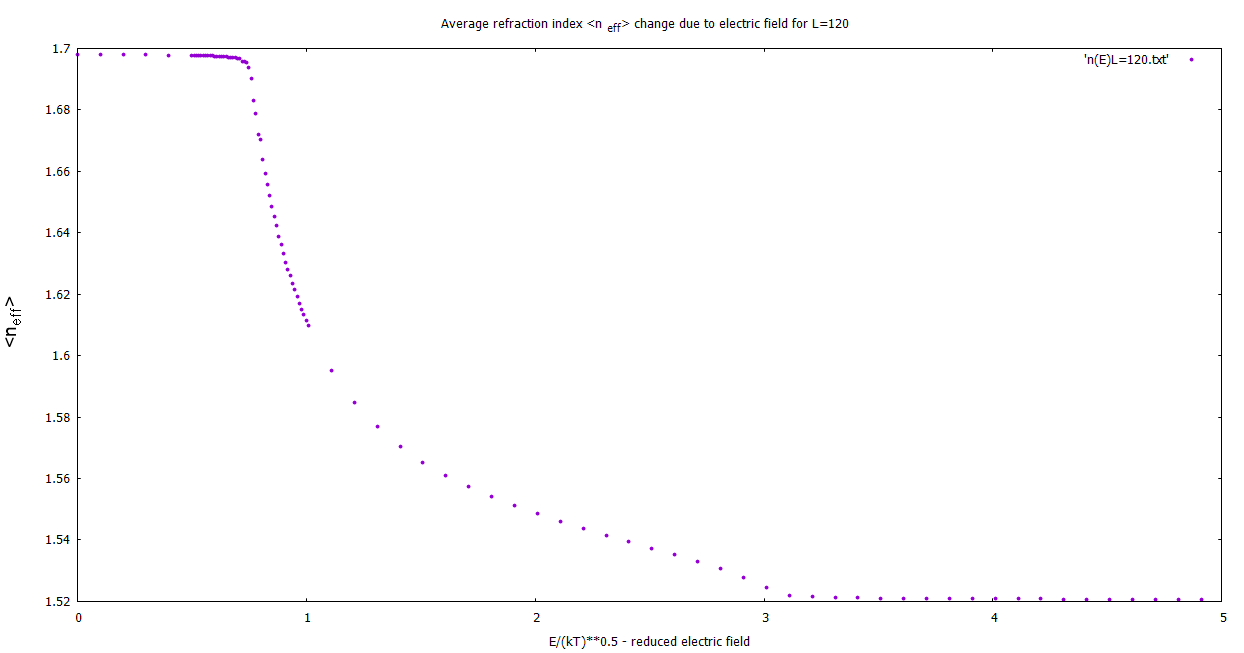 Average refraction index <n eff> change due to electric field for L=120
'n(E)L=120.txt'
1.7
1.68
1.66
1.64
1.62
1.6
1.58
1.56
1.54
1.52
<neff>
0 1 2 3 4 5
E/(kT)**0.5 - reduced electric field